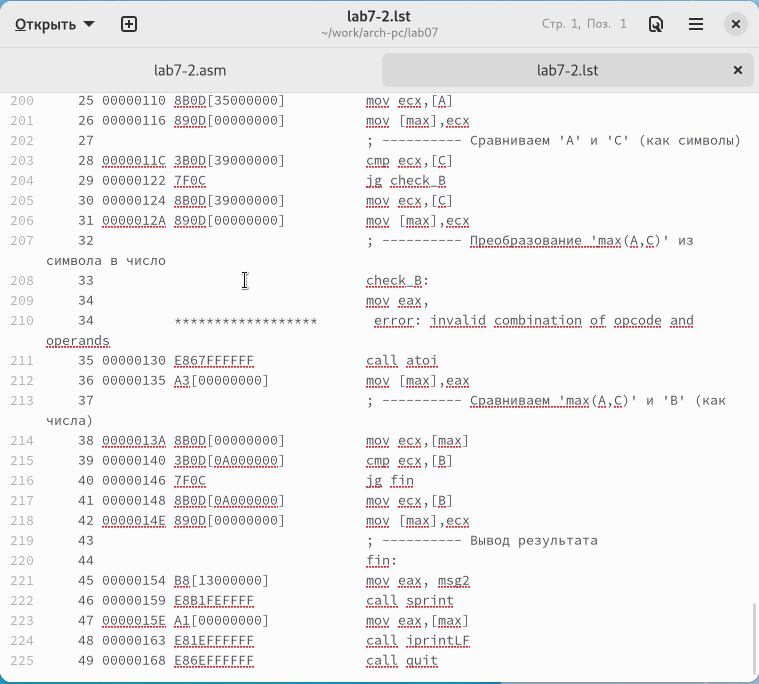 Открыть
lab7-2.lst
~/work/arch-pc/lab07
Стр. 1, Поз. 1
lab7-2.asm
lab7-2.lst
200 25 00000110 8B0D[35000000] mov ecx,[A]
201 26 00000116 890D[00000000] mov [max],ecx
202 27 ; ---------- Сравниваем 'A' и 'C' (как символы)
203 28 0000011C 3B0D[39000000] cmp ecx,[C]
204 29 00000122 7F0C jg check_B
205 30 00000124 8B0D[39000000] mov ecx,[C]
206 31 0000012A 890D[00000000] mov [max],ecx
207 32 ; ---------- Преобразование 'max(A,C)' из
символа в число
208 33 check_B:
209 34 mov eax,
210 34 ****************** error: invalid combination of opcode and
operands
211 35 00000130 E867FFFFFF call atoi
212 36 00000135 A3[00000000] mov [max],eax
213 37 ; ---------- Сравниваем 'max(A,C)' и 'B' (как
числа)
214 38 0000013A 8B0D[00000000] mov ecx,[max]
215 39 00000140 3B0D[0A000000] cmp ecx,[B]
216 40 00000146 7F0C jg fin
217 41 00000148 8B0D[0A000000] mov ecx,[B]
218 42 0000014E 890D[00000000] mov [max],ecx
219 43 ; ---------- Вывод результата
220 44 fin:
221 45 00000154 B8[13000000] mov eax, msg2
222 46 00000159 E8B1FEFFFF call sprint
223 47 0000015E A1[00000000] mov eax,[max]
224 48 00000163 E81EFFFFFF call iprintLF
225 49 00000168 E86EFFFFFF call quit